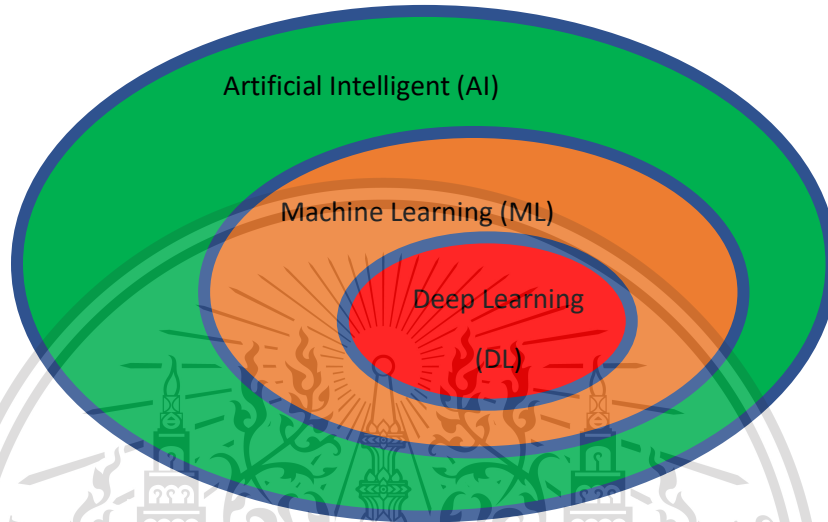 Artificial Intelligent (AI)
Machine Learning (ML)
Deep Learning
(DL)